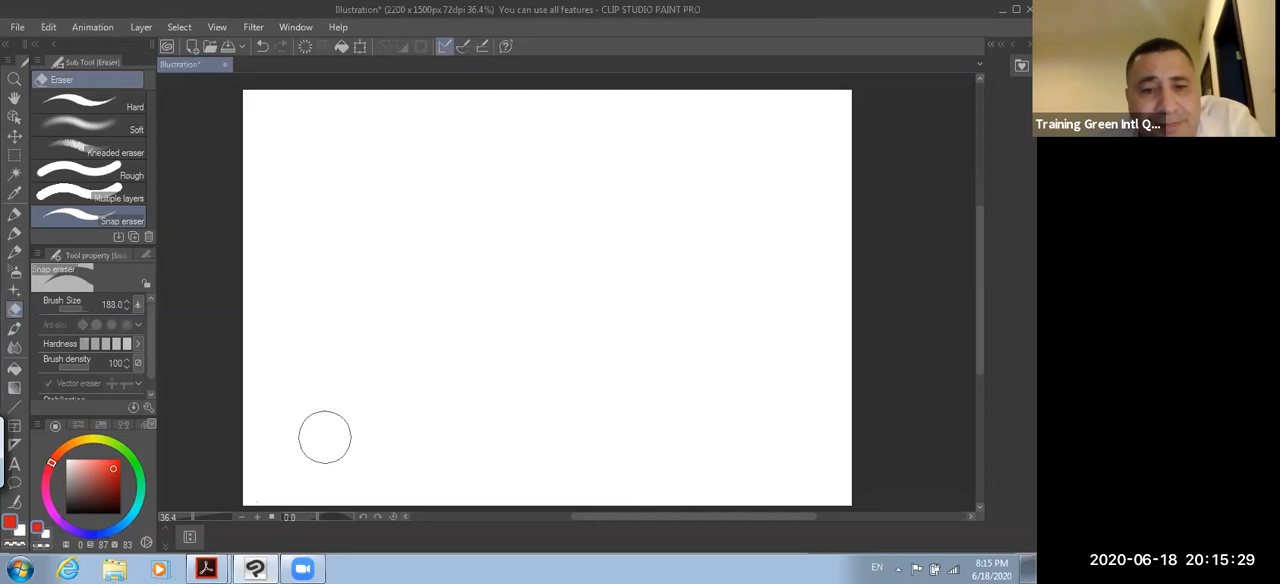 Illustration* (2200 x 1500px 72dpi 36.4%) You can use all features - CLIP STUDIO PAINT PRO
File Edit Animation Layer Select View Filter Window Help
Sub Tool [Eraser]
Illustration*
Eraser
Hard
Soft
Kneaded eraser
Rough
Multiple layers
Snap eraser
Tool property [Sna
Snap eraser
Brush Size 188.0
Hardness
Brush density 100
Vector eraser
36.4 0.0
0 87 83
Training Green Intl Q...
2020-06-18 20:15:29
EN
8:15 PM
6/18/2020